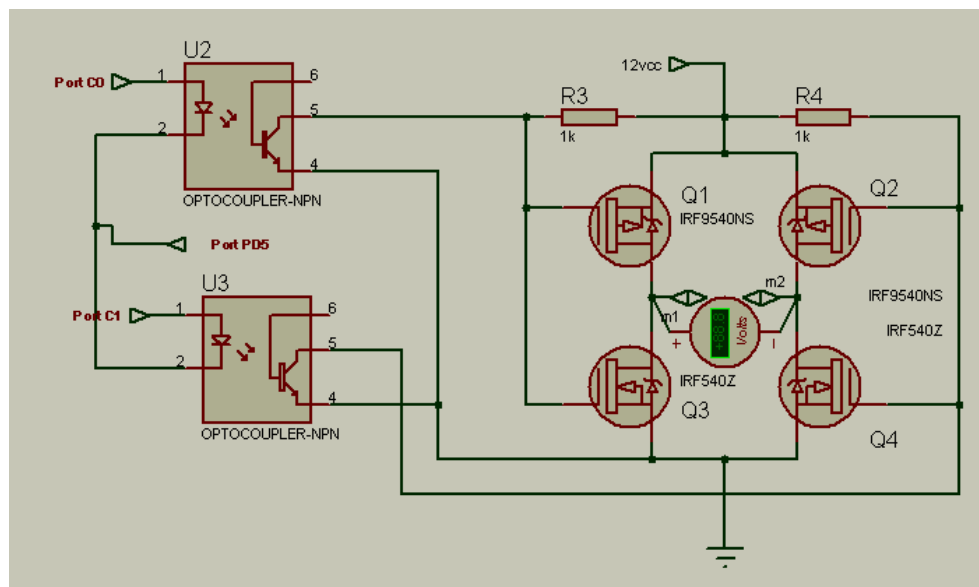 U2
Port C0
1
2
6
5
4
OPTOCOUPLER-NPN
Port PD5
U3
Port C1
1
2
6
5
4
OPTOCOUPLER-NPN
12vcc
R3
1k
R4
1k
Q1
IRF9540NS
Q2
IRF9540NS
m1
m2
+88.8
Volts
+
IRF540Z
Q3
IRF540Z
Q4